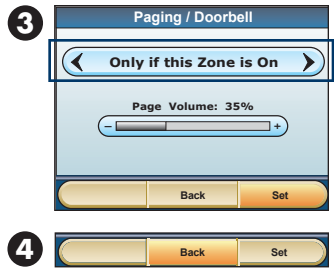 3
Paging / Doorbell
Only if this Zone is On
Page Volume: 35%
– +
Back Set
4
Back Set